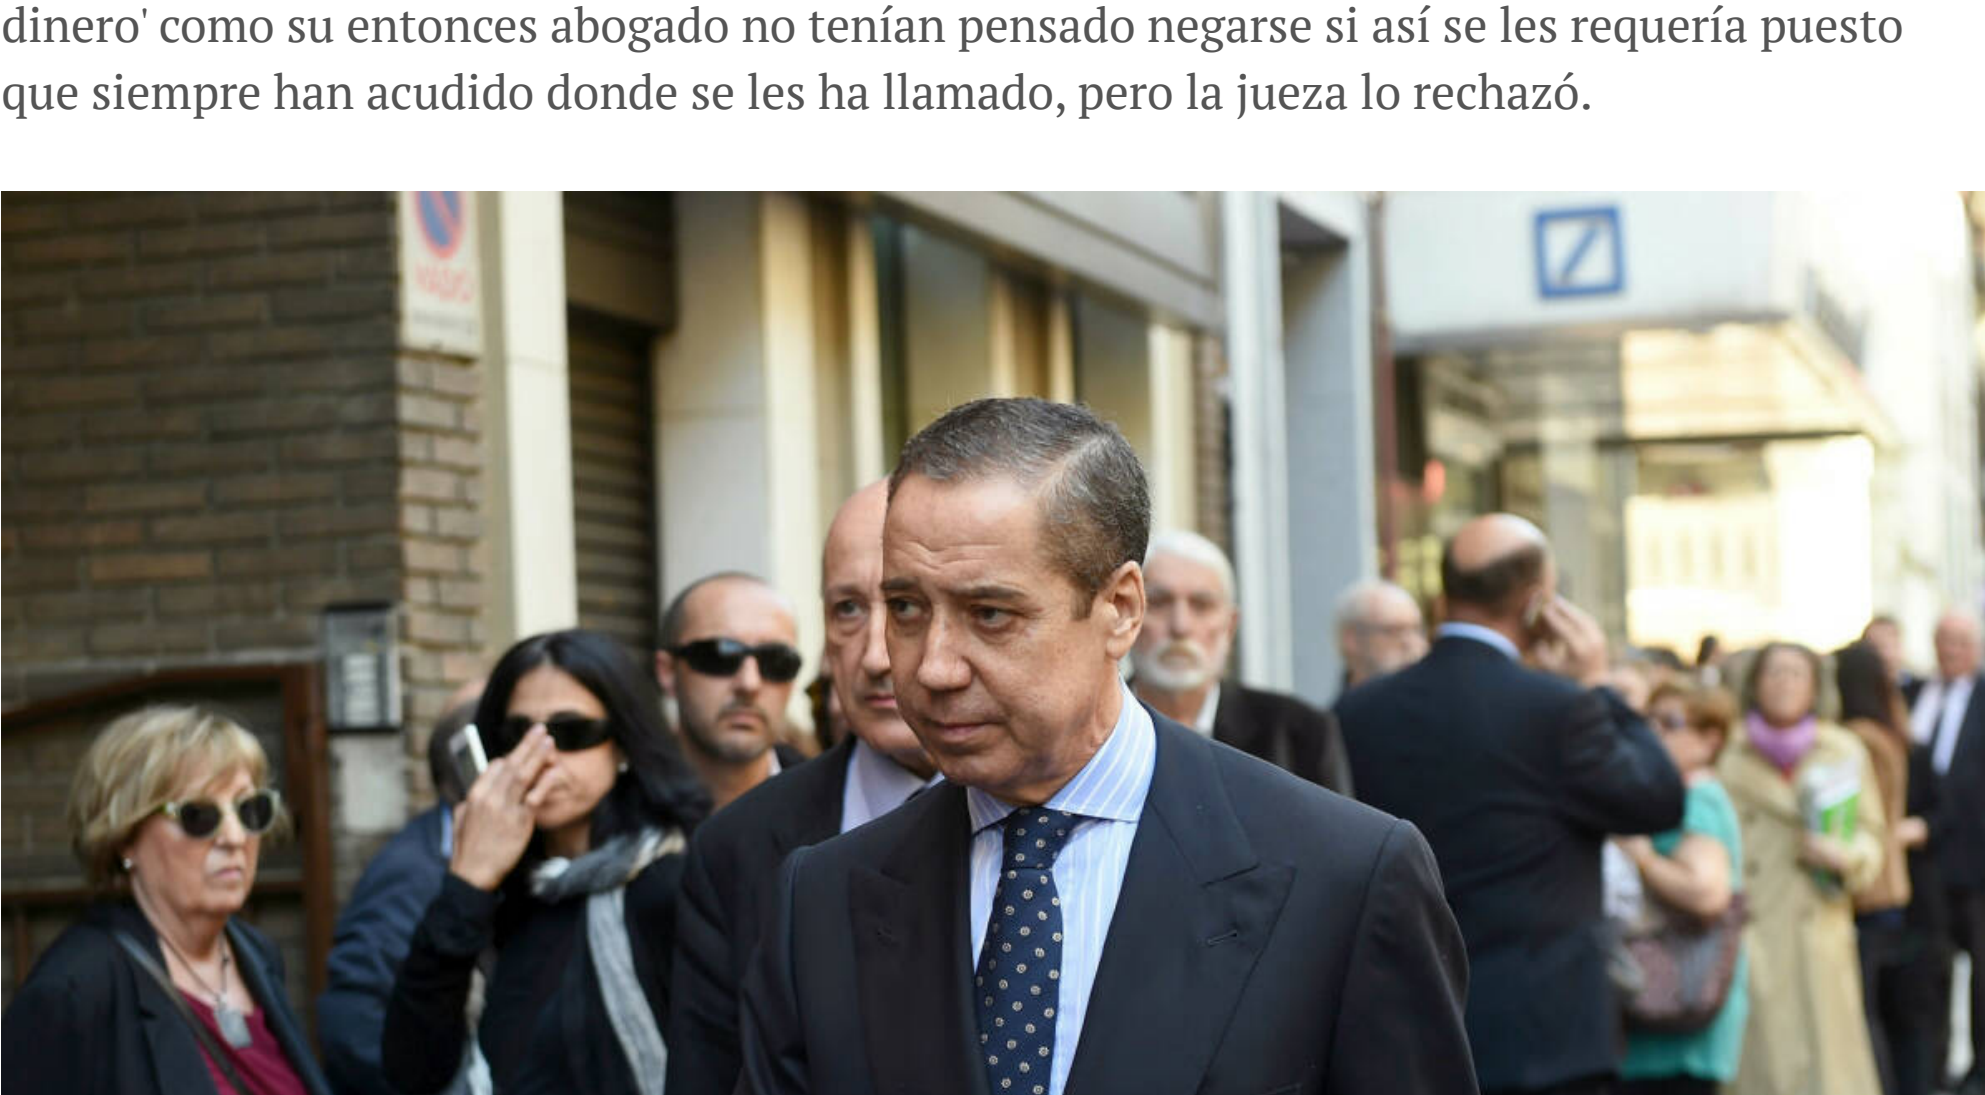 dinero' como su entonces abogado no tenían pensado negarse si así se les requería puesto
que siempre han acudido donde se les ha llamado, pero la jueza lo rechazó.
VADO